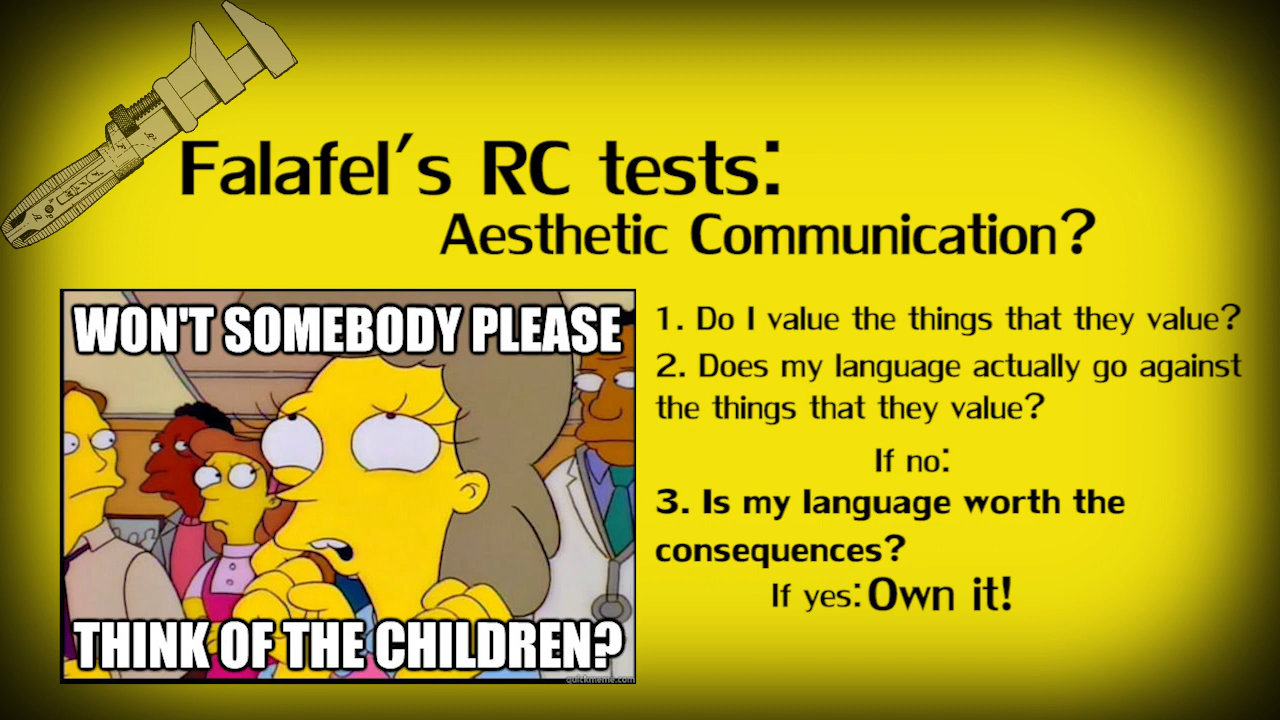 Falafel's RC tests:
Aesthetic Communication?
WON'T SOMEBODY PLEASE
THINK OF THE CHILDREN?
quickmeme.com
1. Do I value the things that they value?
2. Does my language actually go against
the things that they value?
If no:
3. Is my language worth the
consequences?
If yes: Own it!